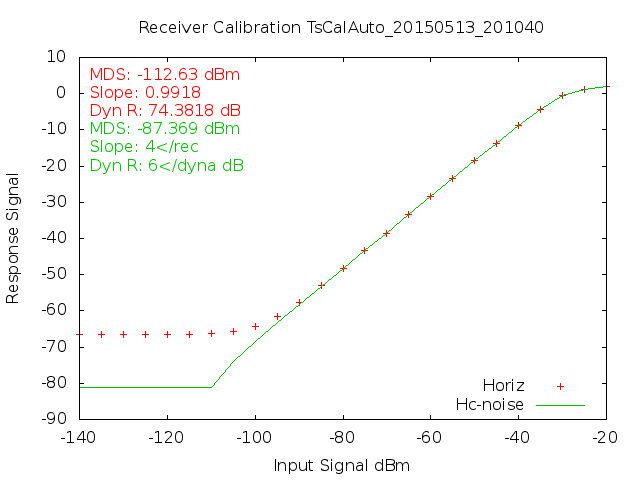 Receiver Calibration TsCalAuto_20150513_201040
MDS: -112.63 dBm
Slope: 0.9918
Dyn R: 74.3818 dB
MDS: -87.369 dBm
Slope: 4</rec
Dyn R: 6</dyna dB
10
0
-10
-20
-30
-40
-50
-60
-70
-80
-90
Response Signal
Horiz
Hc-noise
-140 -120 -100 -80 -60 -40 -20
Input Signal dBm